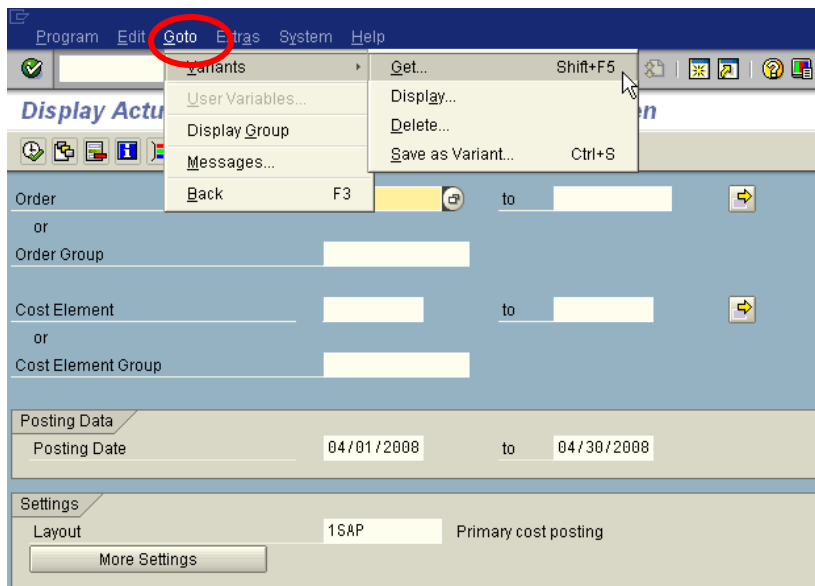 Program Edit Goto Extras System Help
Variants Get... Shift+F5
User Variables... Display...
Display Actu n
Display Group Delete...
Messages... Save as Variant... Ctrl+S
Back F3
Order to
or
Order Group
Cost Element to
or
Cost Element Group
Posting Data
Posting Date 04/01/2008 to 04/30/2008
Settings
Layout 1SAP Primary cost posting
More Settings